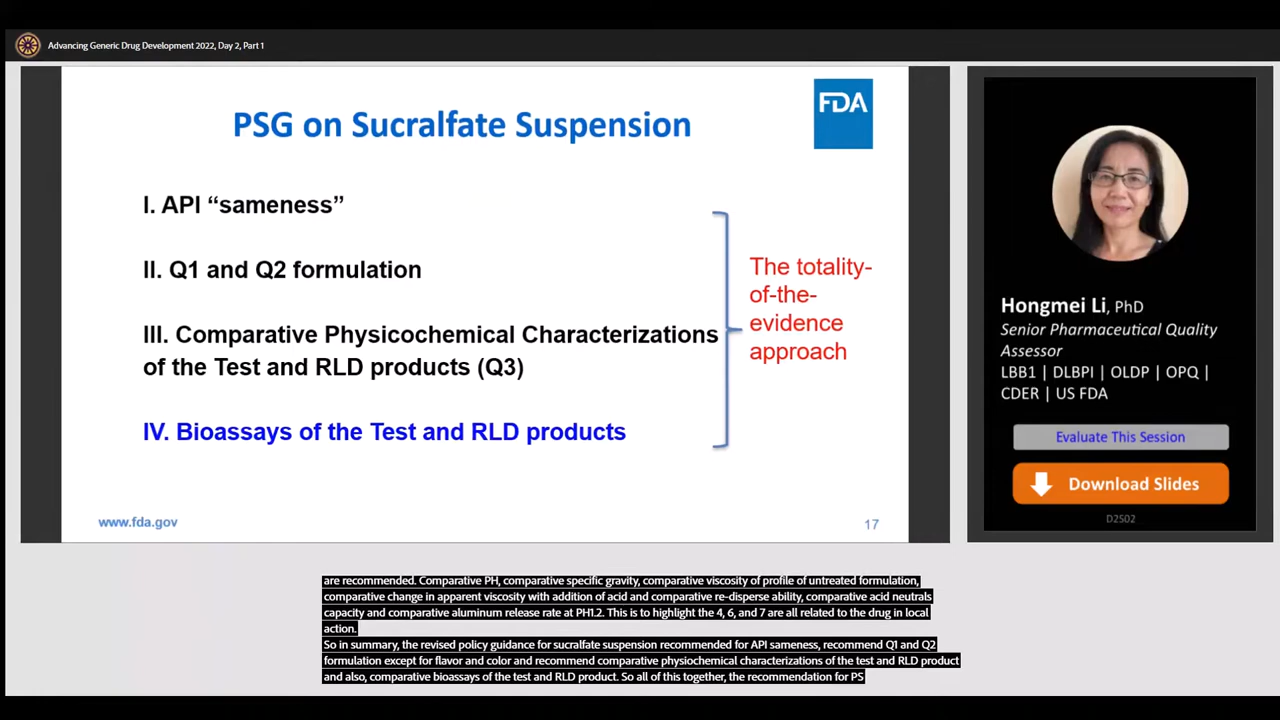 Advancing Generic Drug Development 2022, Day 2, Part 1
PSG on Sucralfate Suspension
FDA
I. API “sameness”
II. Q1 and Q2 formulation
III. Comparative Physicochemical Characterizations
of the Test and RLD products (Q3)
IV. Bioassays of the Test and RLD products
The totality-
of-the-
evidence
approach
www.fda.gov
17
Hongmei Li, PhD
Senior Pharmaceutical Quality
Assessor
LBB1 | DLBPI | OLDP | OPQ |
CDER | US FDA
Evaluate This Session
Download Slides
D2S02
are recommended. Comparative PH, comparative specific gravity, comparative viscosity of profile of untreated formulation,
comparative change in apparent viscosity with addition of acid and comparative re-disperse ability, comparative acid neutrals
capacity and comparative aluminum release rate at PH1.2. This is to highlight the 4, 6, and 7 are all related to the drug in local
action.
So in summary, the revised policy guidance for sucralfate suspension recommended for API sameness, recommend Q1 and Q2
formulation except for flavor and color and recommend comparative physiochemical characterizations of the test and RLD product
and also, comparative bioassays of the test and RLD product. So all of this together, the recommendation for PS